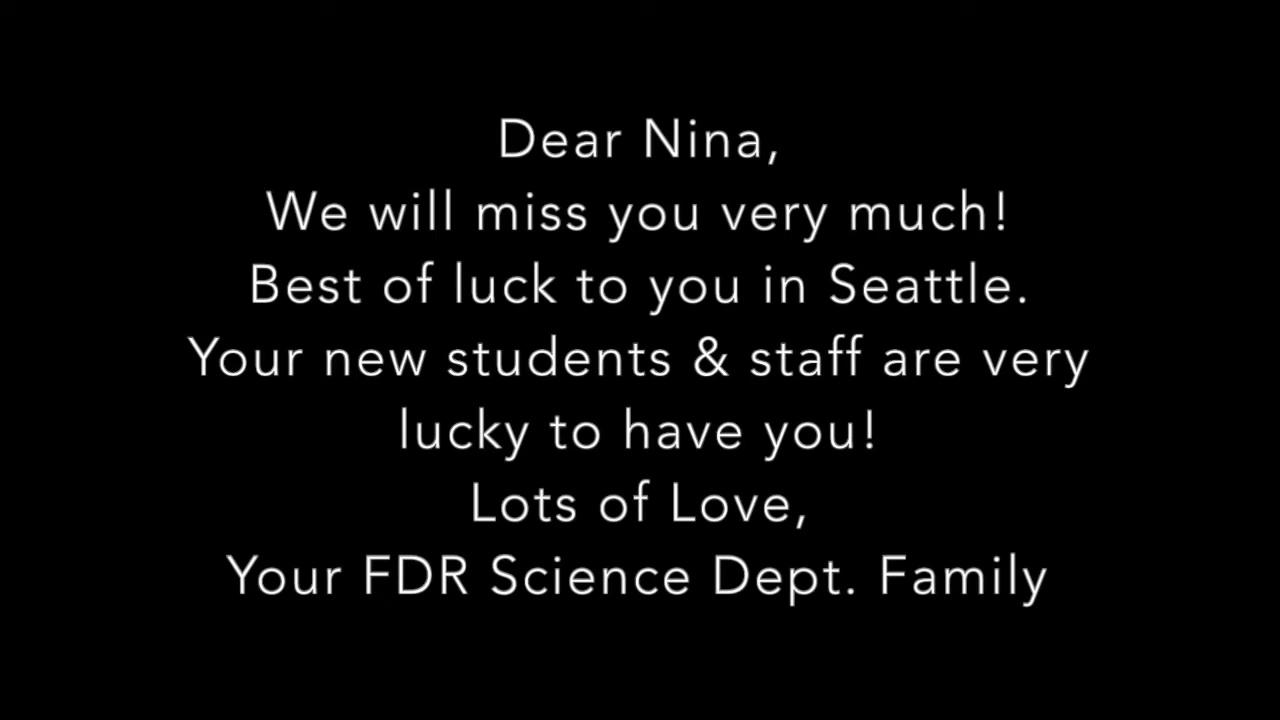 Dear Nina,
We will miss you very much!
Best of luck to you in Seattle.
Your new students & staff are very
lucky to have you!
Lots of Love,
Your FDR Science Dept. Family